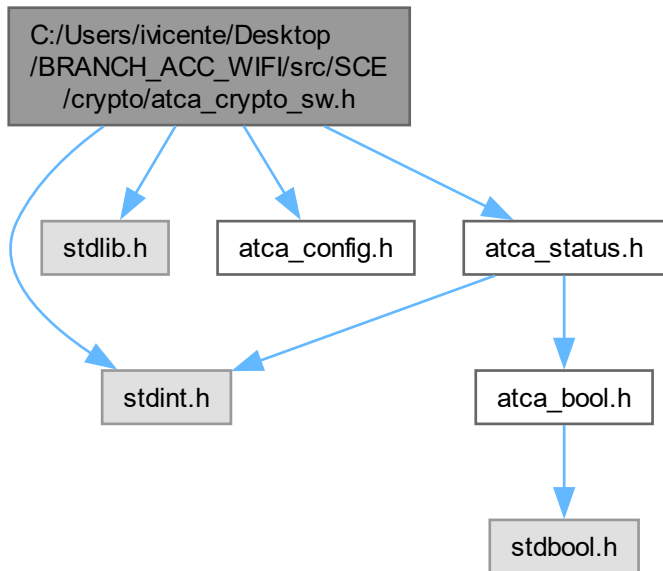 C:/Users/ivicente/Desktop
/BRANCH_ACC_WIFI/src/SCE
/crypto/atca_crypto_sw.h
stdlib.h
atca_config.h
atca_status.h
stdint.h
atca_bool.h
stdbool.h